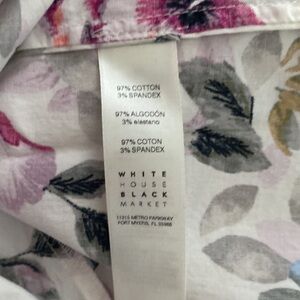 97% COTTON
3% SPANDEX
97% ALGODÓN
3% elastano
97% COTON
3% SPANDEX
WHITE
HOUSE
BLACK
MARKET
11215 METRO PARKWAY
FORT MYERS, FL 33966